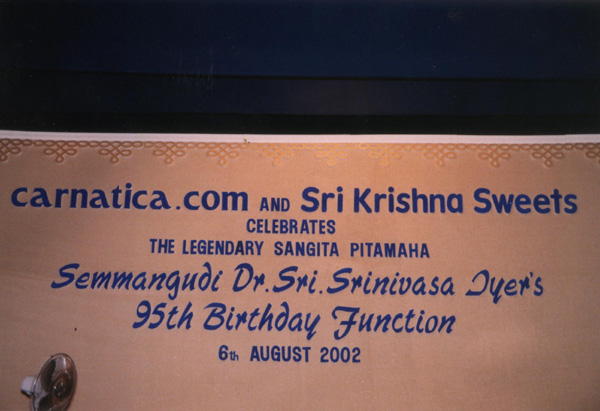 carnatica.com AND Sri Krishna Sweets
CELEBRATES
THE LEGENDARY SANGITA PITAMAHA
Semmangudi Dr. Sri. Srinivasa Iyer's
95th Birthday Function
6th AUGUST 2002